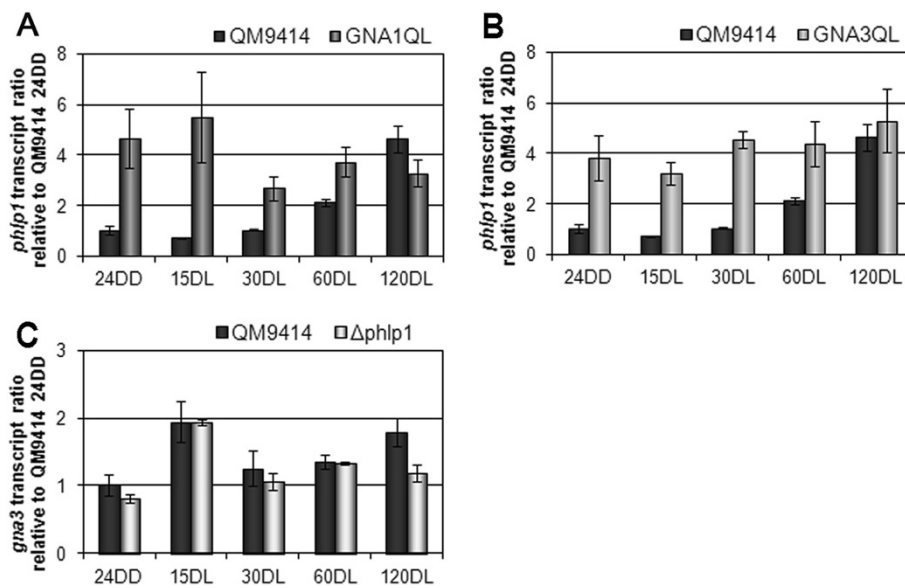 A
QM9414 GNA1QL
phlp1 transcript ratio
relative to QM9414 24DD
8
6
4
2
0
24DD 15DL 30DL 60DL 120DL
B
QM9414 GNA3QL
phlp1 transcript ratio
relative to QM9414 24DD
8
6
4
2
0
24DD 15DL 30DL 60DL 120DL
C
QM9414 Δphlp1
gna3 transcript ratio
relative to QM9414 24DD
3
2
1
0
24DD 15DL 30DL 60DL 120DL